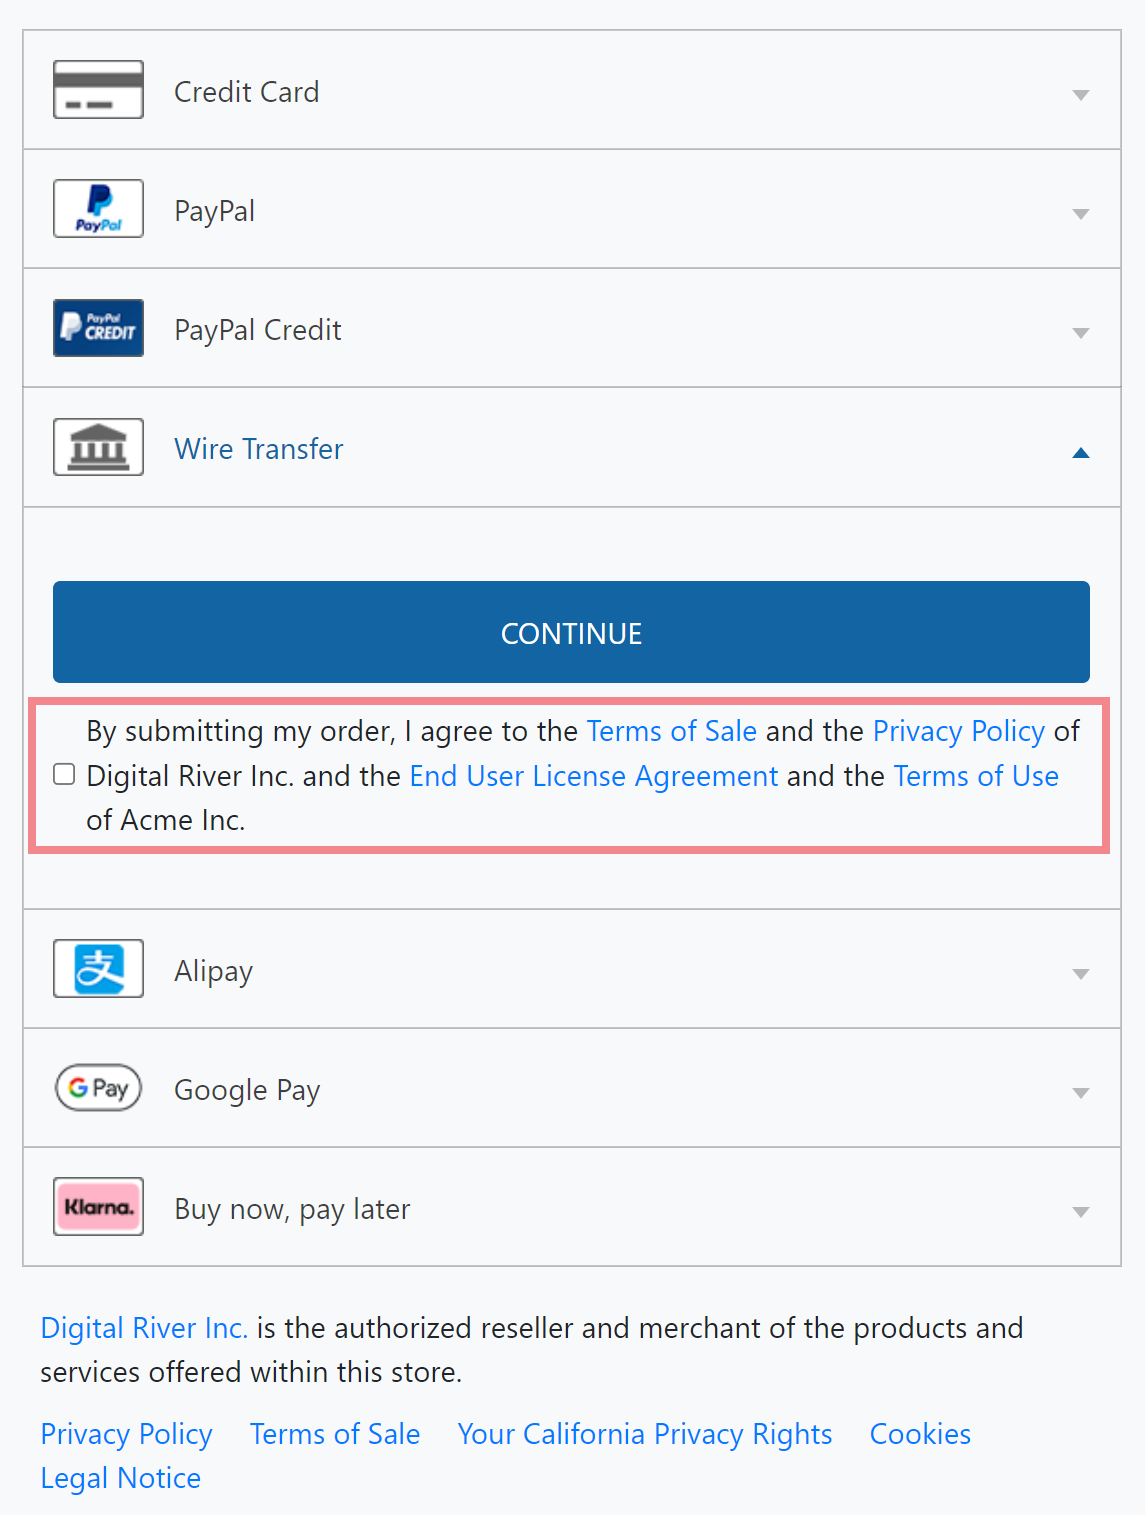 Credit Card
PayPal
PayPal
PayPal
CREDIT
PayPal Credit
Wire Transfer
CONTINUE
By submitting my order, I agree to the Terms of Sale and the Privacy Policy of
Digital River Inc. and the End User License Agreement and the Terms of Use
of Acme Inc.
支
Alipay
G Pay
Google Pay
Klarna.
Buy now, pay later
Digital River Inc. is the authorized reseller and merchant of the products and
services offered within this store.
Privacy Policy Terms of Sale Your California Privacy Rights Cookies
Legal Notice